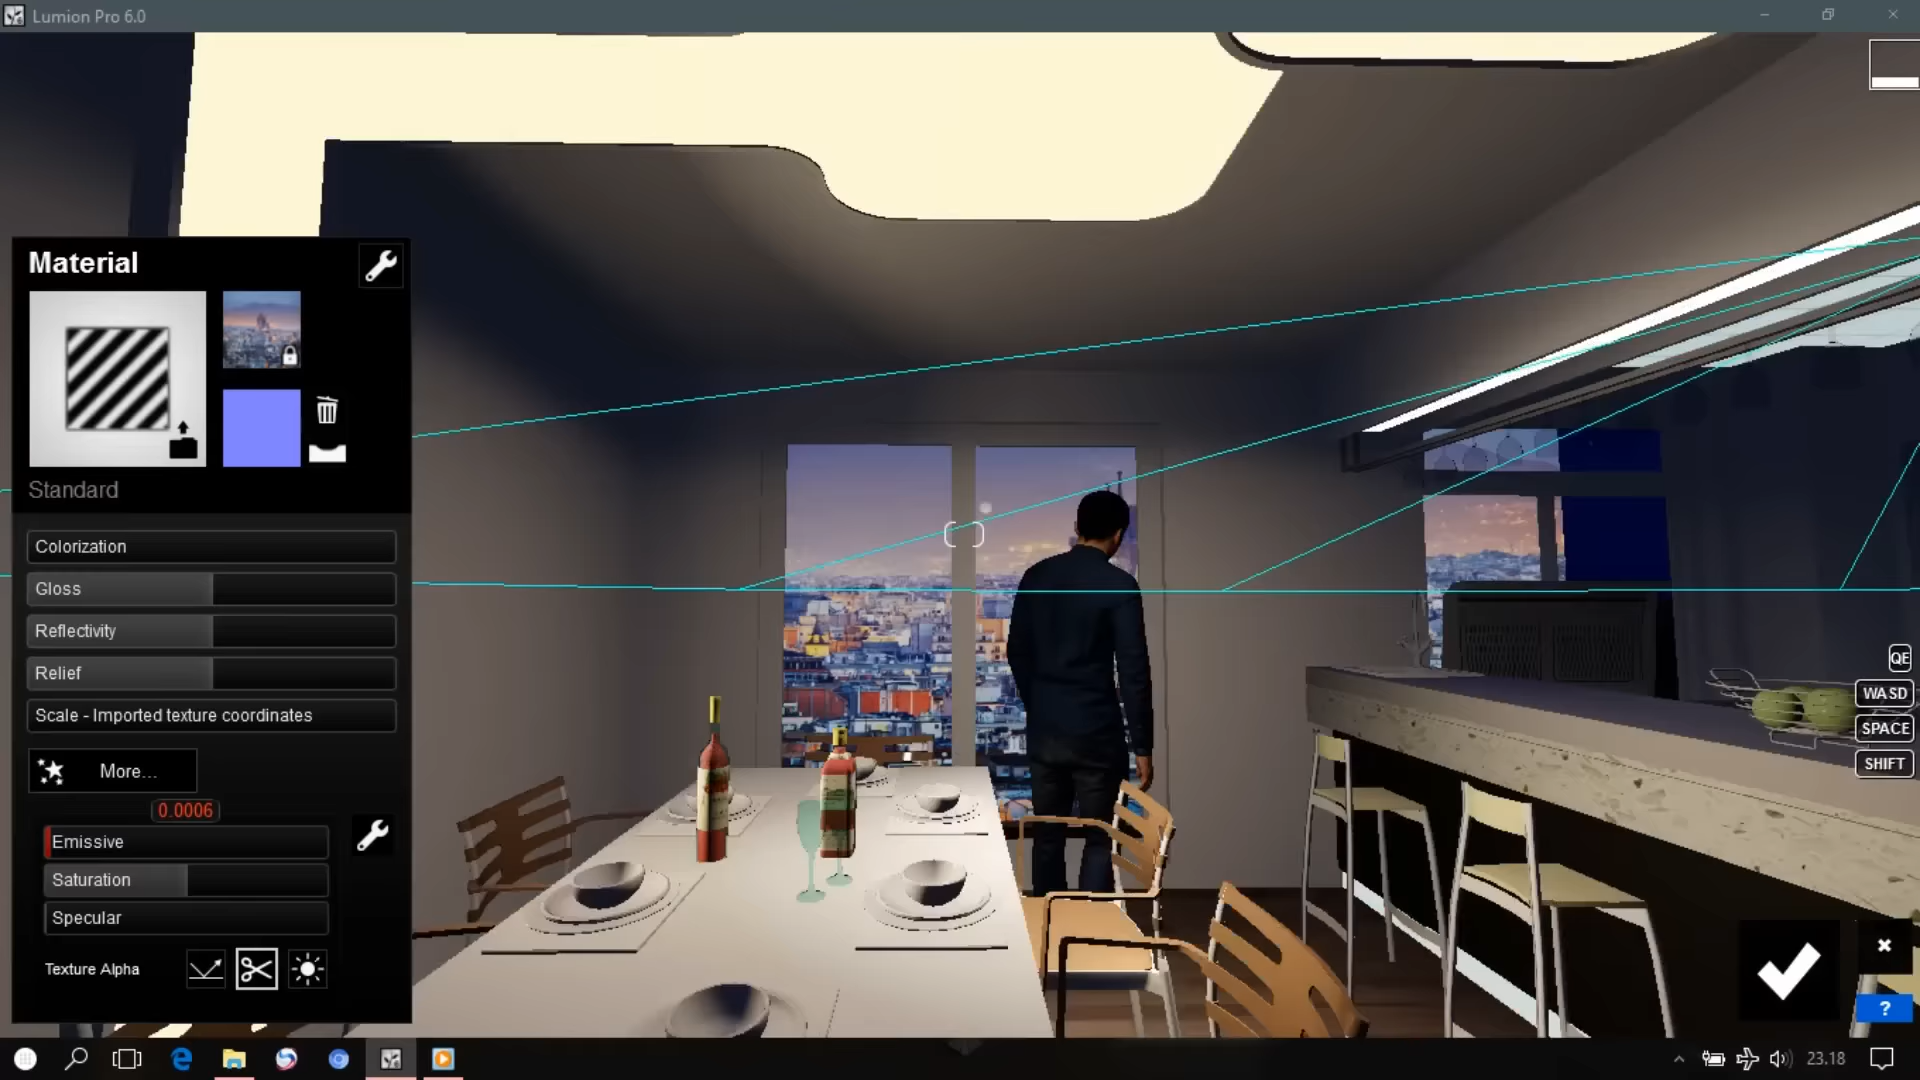 Lumion Pro 6.0
Material
Standard
Colorization
Gloss
Reflectivity
Relief
Scale - Imported texture coordinates
More...
0.0006
Emissive
Saturation
Specular
Texture Alpha
QE
WASD
SPACE
SHIFT
?
23.18